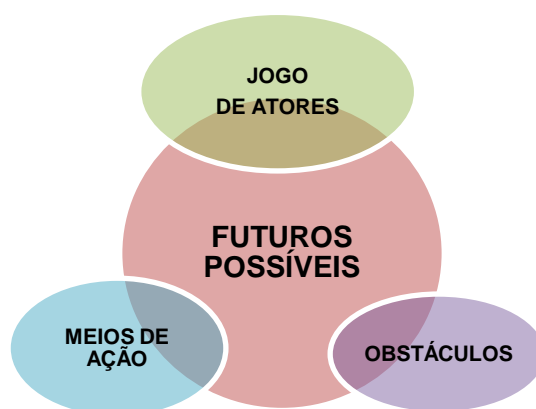 JOGO
DE ATORES
FUTUROS
POSSÍVEIS
MEIOS DE
AÇÃO
OBSTÁCULOS